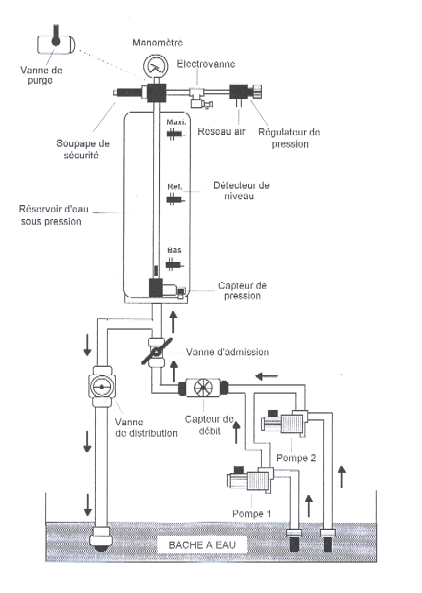 Manomètre
Electrovanne
Vanne de
purge
Soupape de
sécurité
Reseau air
Régulateur de
pression
Maxi.
Ref.
Détecteur de
niveau
Réservoir d'eau
sous pression
Bas
Capteur de
pression
Vanne d'admission
Vanne
de distribution
Capteur de
débit
Pompe 2
Pompe 1
BACHE A EAU